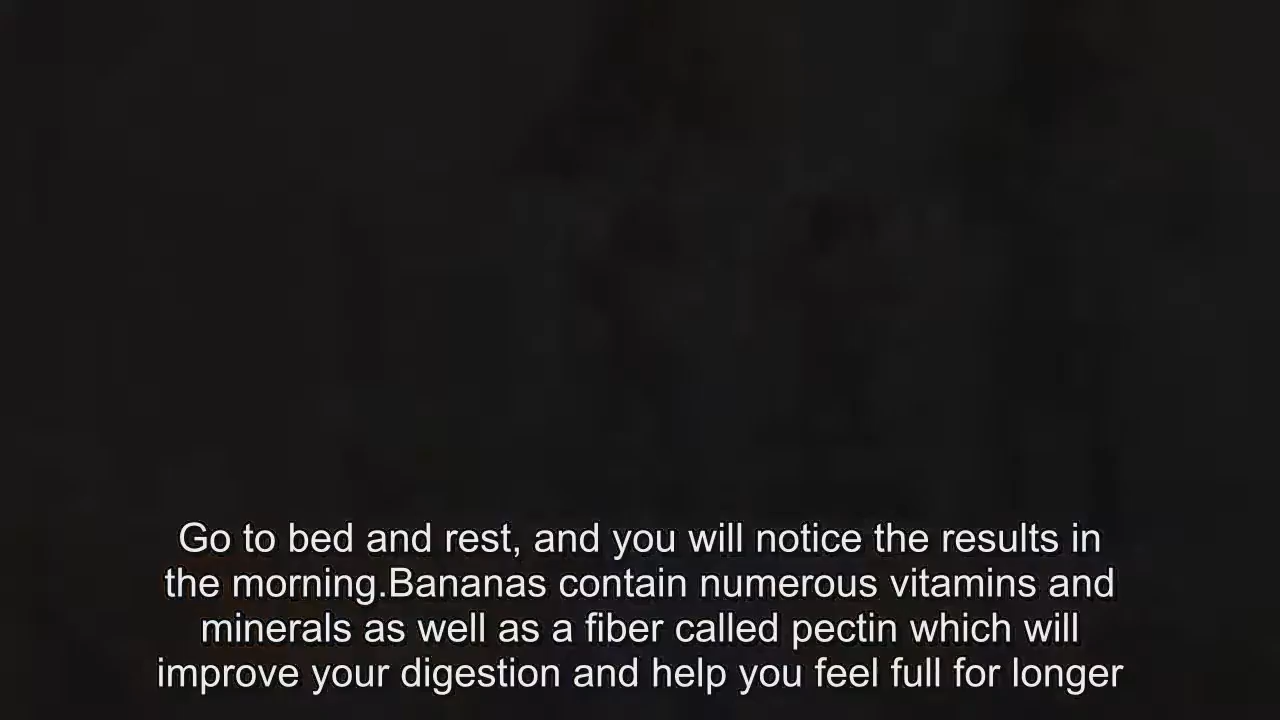 Go to bed and rest, and you will notice the results in
the morning.Bananas contain numerous vitamins and
minerals as well as a fiber called pectin which will
improve your digestion and help you feel full for longer